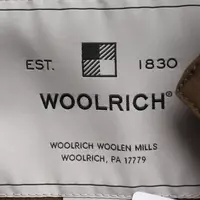 EST. 1830
WOOLRICH®
WOOLRICH WOOLEN MILLS
WOOLRICH, PA 17779